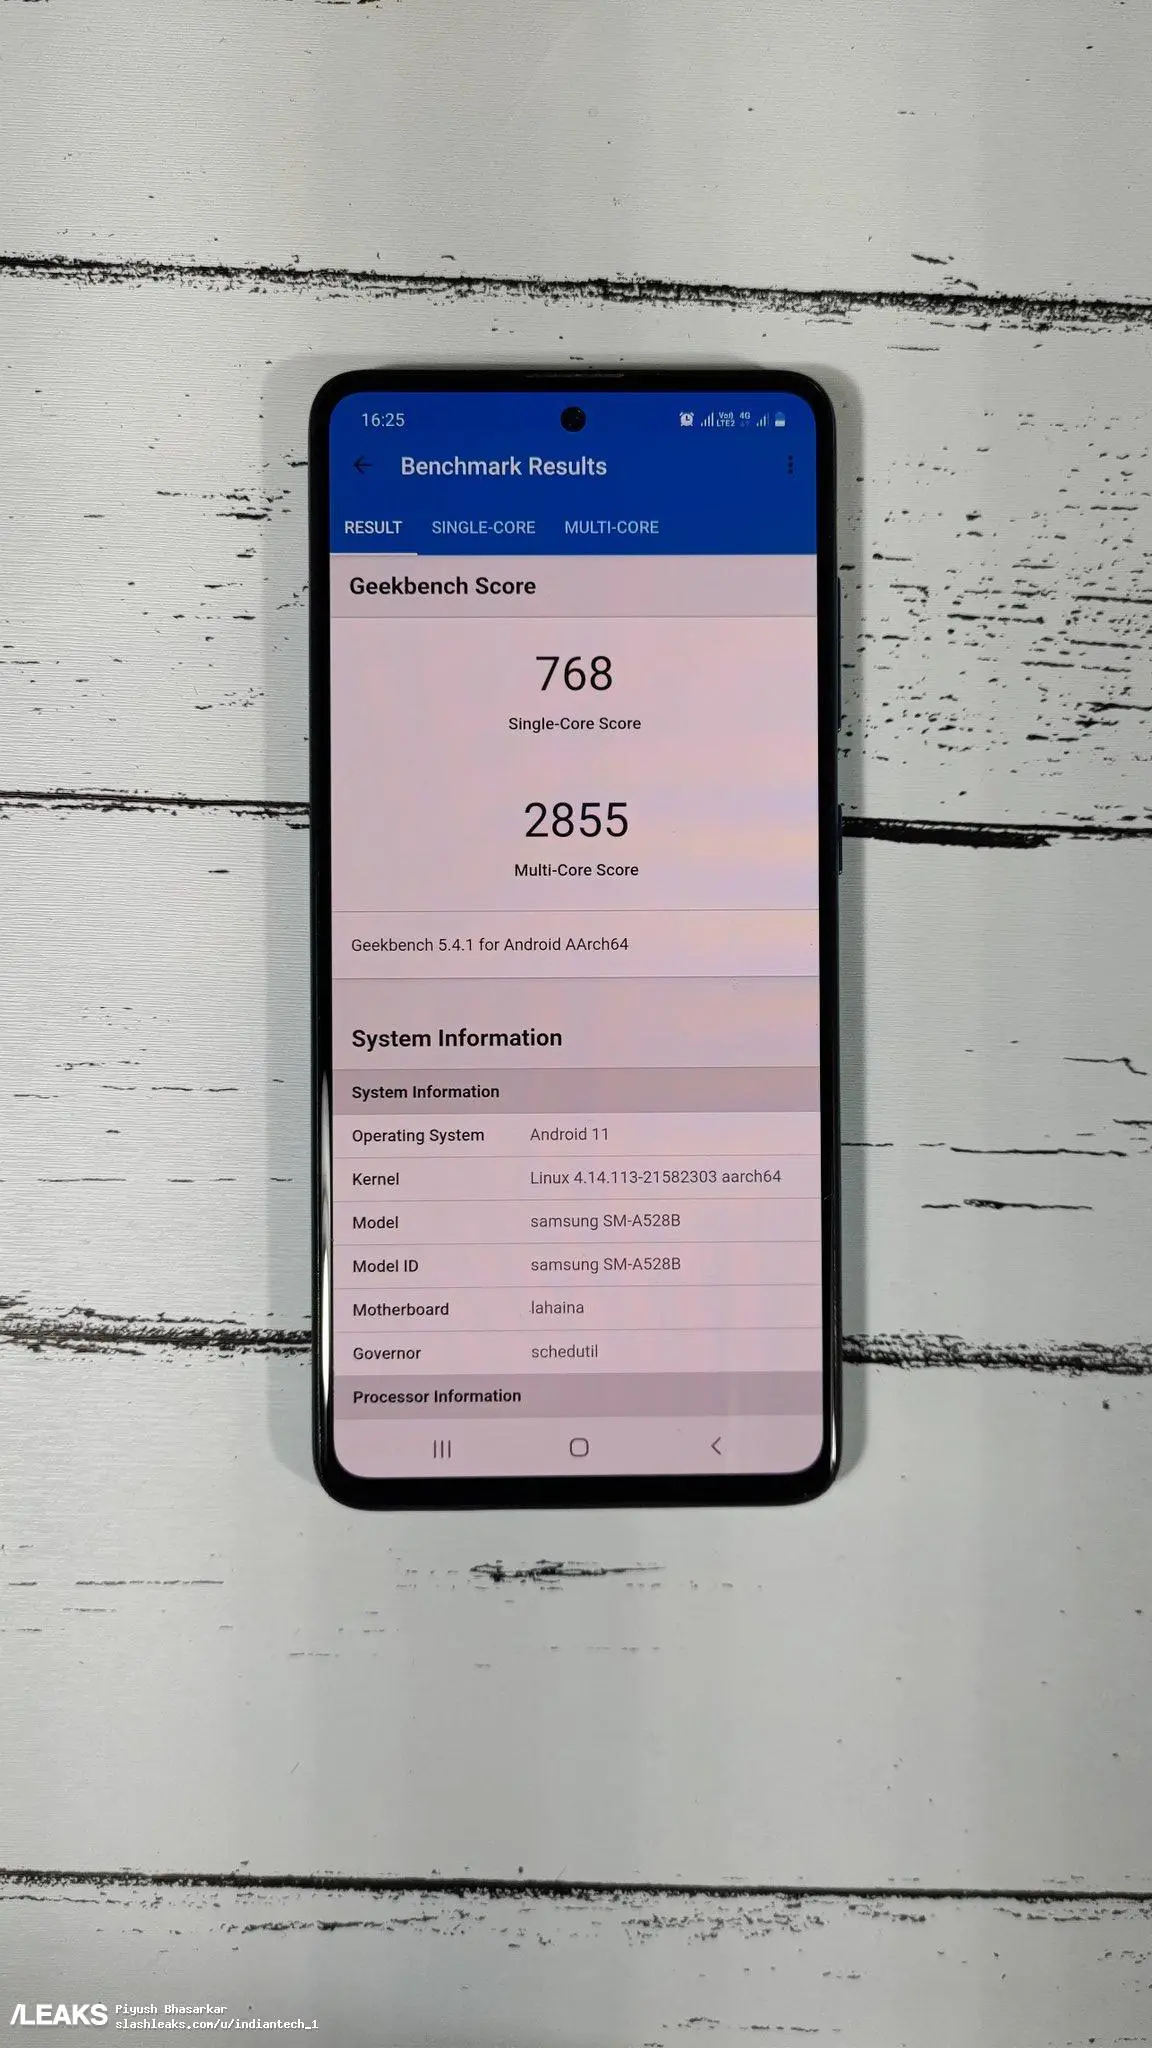 16:25
Vo))
LTE2
4G
Benchmark Results
RESULT SINGLE-CORE MULTI-CORE
Geekbench Score
768
Single-Core Score
2855
Multi-Core Score
Geekbench 5.4.1 for Android AArch64
System Information
System Information
Operating System Android 11
Kernel Linux 4.14.113-21582303 aarch64
Model samsung SM-A528B
Model ID samsung SM-A528B
Motherboard lahaina
Governor schedutil
Processor Information
/LEAKS
Piyush Bhasarkar
slashleaks.com/u/indiantech_1